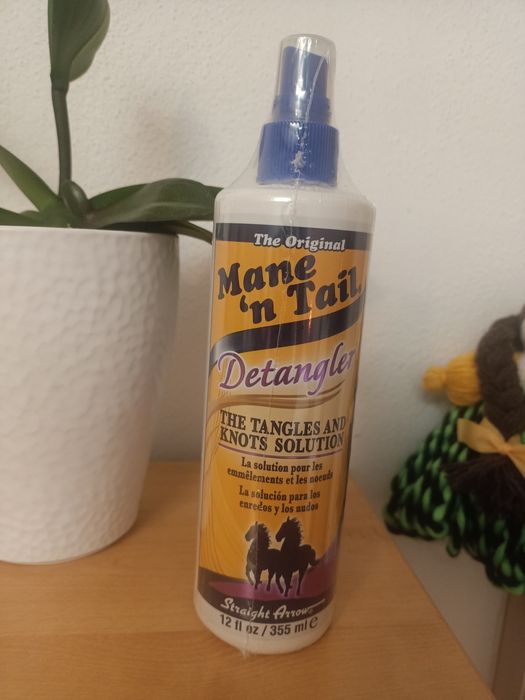 The Original
Mane
'n Tail
Detangler
THE TANGLES AND
KNOTS SOLUTION
La solution pour les
emmêlements et les noeuds
La solución para los
enredos y los nudos
Straight Arrow
12 fl oz / 355 ml e